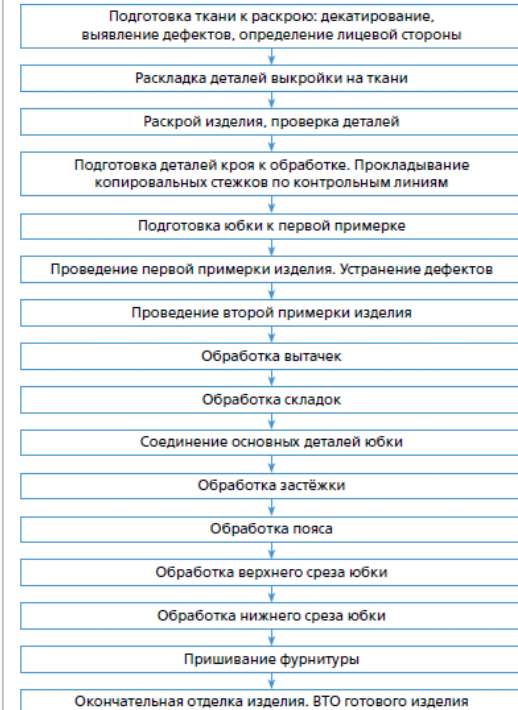 Подготовка ткани к раскрою: декатирование,
выявление дефектов, определение лицевой стороны
Раскладка деталей выкройки на ткани
Раскрой изделия, проверка деталей
Подготовка деталей кроя к обработке. Прокладывание
копировальных стежков по контрольным линиям
Подготовка юбки к первой примерке
Проведение первой примерки изделия. Устранение дефектов
Проведение второй примерки изделия
Обработка вытачек
Обработка складок
Соединение основных деталей юбки
Обработка застёжки
Обработка пояса
Обработка верхнего среза юбки
Обработка нижнего среза юбки
Пришивание фурнитуры
Окончательная отделка изделия. ВТО готового изделия